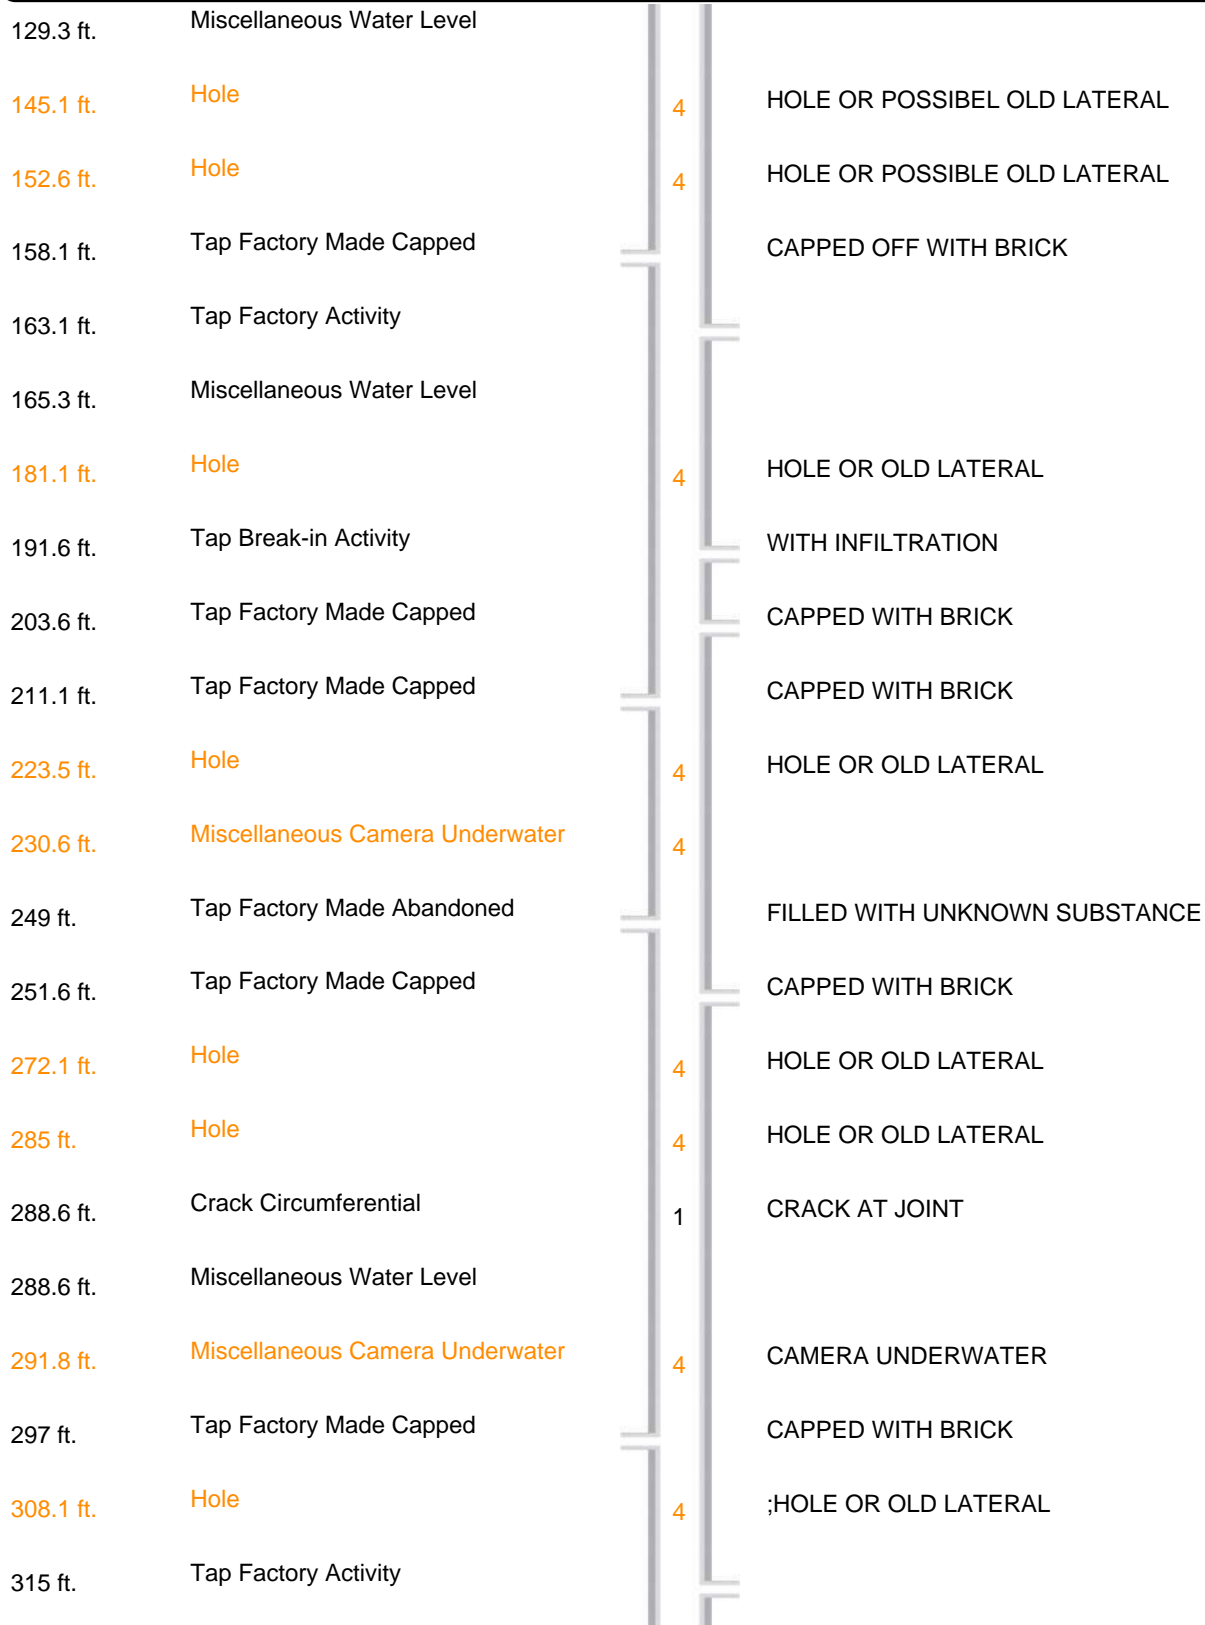 129.3 ft. Miscellaneous Water Level
145.1 ft. Hole 4 HOLE OR POSSIBEL OLD LATERAL
152.6 ft. Hole 4 HOLE OR POSSIBLE OLD LATERAL
158.1 ft. Tap Factory Made Capped CAPPED OFF WITH BRICK
163.1 ft. Tap Factory Activity
165.3 ft. Miscellaneous Water Level
181.1 ft. Hole 4 HOLE OR OLD LATERAL
191.6 ft. Tap Break-in Activity WITH INFILTRATION
203.6 ft. Tap Factory Made Capped CAPPED WITH BRICK
211.1 ft. Tap Factory Made Capped CAPPED WITH BRICK
223.5 ft. Hole 4 HOLE OR OLD LATERAL
230.6 ft. Miscellaneous Camera Underwater 4
249 ft. Tap Factory Made Abandoned FILLED WITH UNKNOWN SUBSTANCE
251.6 ft. Tap Factory Made Capped CAPPED WITH BRICK
272.1 ft. Hole 4 HOLE OR OLD LATERAL
285 ft. Hole 4 HOLE OR OLD LATERAL
288.6 ft. Crack Circumferential 1 CRACK AT JOINT
288.6 ft. Miscellaneous Water Level
291.8 ft. Miscellaneous Camera Underwater 4 CAMERA UNDERWATER
297 ft. Tap Factory Made Capped CAPPED WITH BRICK
308.1 ft. Hole 4 ;HOLE OR OLD LATERAL
315 ft. Tap Factory Activity